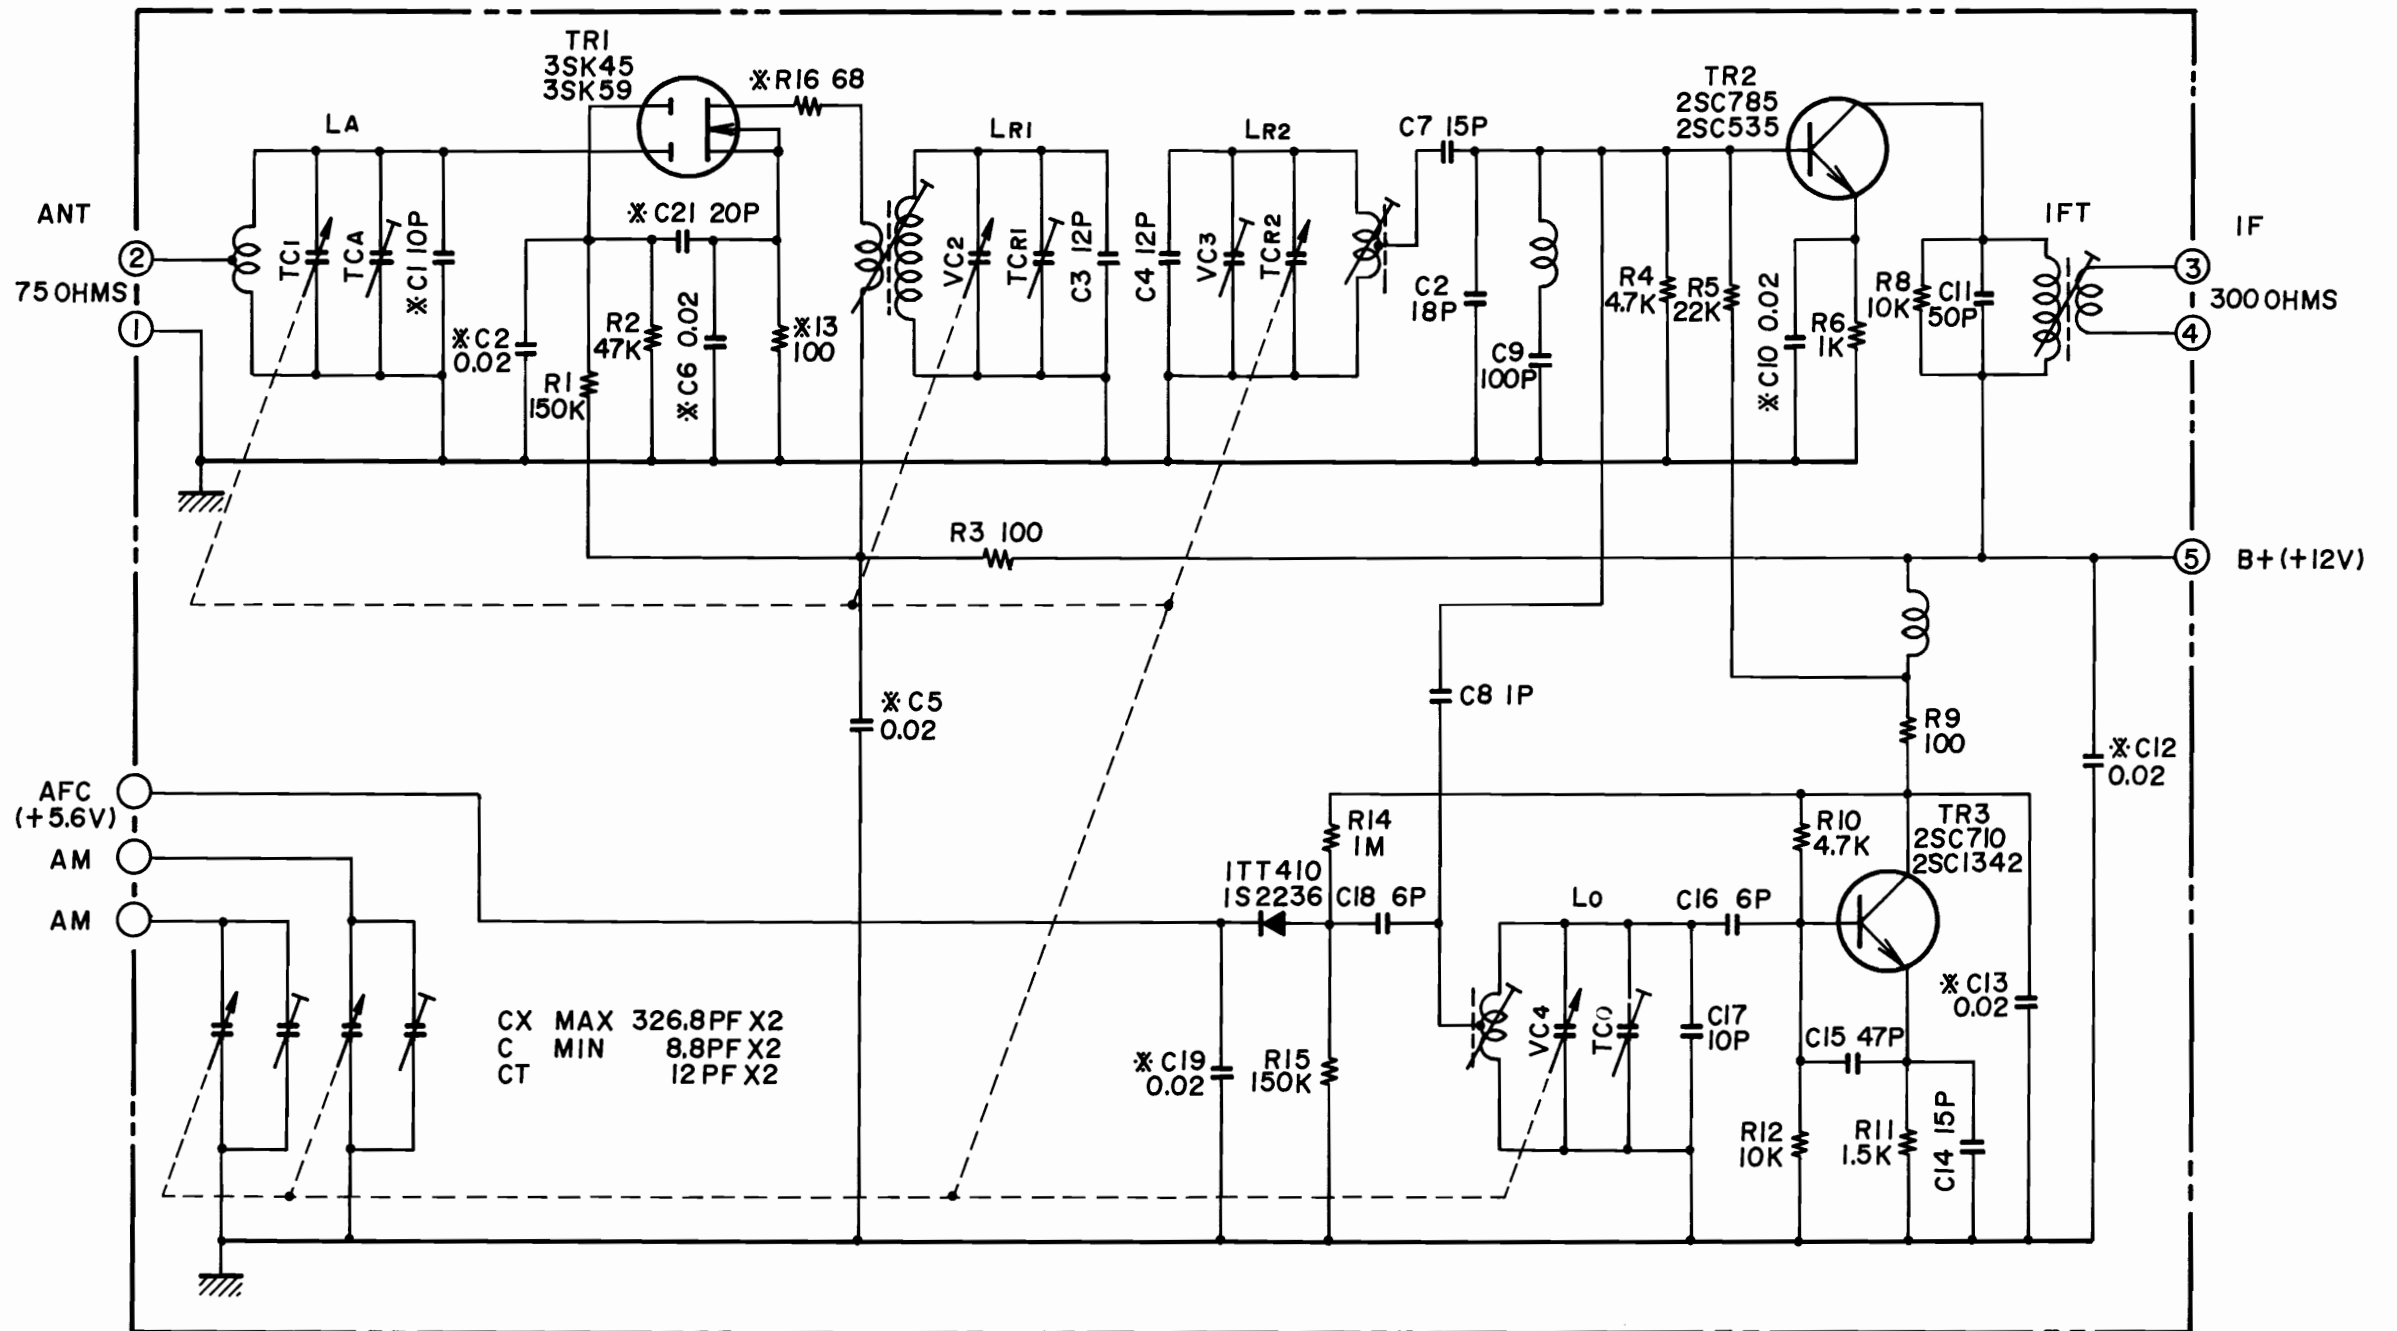 TR1
3SK45
3SK59
※R16 68
LA
ANT
2
75 OHMS
1
TC1
TCA
※C1 10P
※C2
0.02
R1
150K
※C21 20P
R2
47K
※C6 0.02
※13
100
LR1
VC2
TCR1
C3 12P
LR2
C4 12P
VC3
TCR2
C7 15P
C2
18P
C9
100P
R4
4.7K
R5
22K
TR2
2SC785
2SC535
※C10 0.02
R6
1K
R8
10K
C11
50P
IFT
IF
3
300 OHMS
4
R3 100
5
B+(+12V)
※C5
0.02
C8 1P
R9
100
※C12
0.02
AFC
(+5.6V)
AM
AM
CX MAX 326.8PF X2
C MIN 8.8PF X2
CT 12PF X2
R14
1M
1TT410
1S2236
C18 6P
※C19
0.02
R15
150K
LO
VC4
TCO
C16 6P
C17
10P
R10
4.7K
TR3
2SC710
2SC1342
※C13
0.02
C15 47P
R12
10K
R11
1.5K
C14 15P